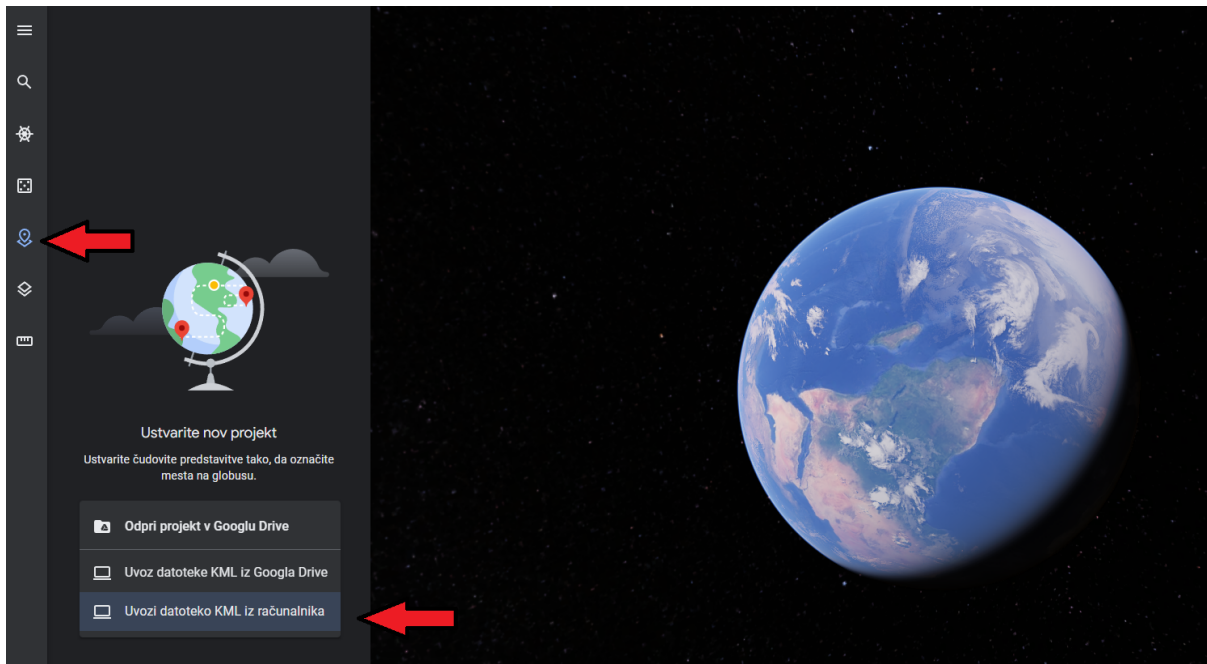 Ustvarite nov projekt
Ustvarite čudovite predstavitve tako, da označite
mesta na globusu.
Odpri projekt v Googlu Drive
Uvoz datoteke KML iz Googla Drive
Uvozi datoteko KML iz računalnika